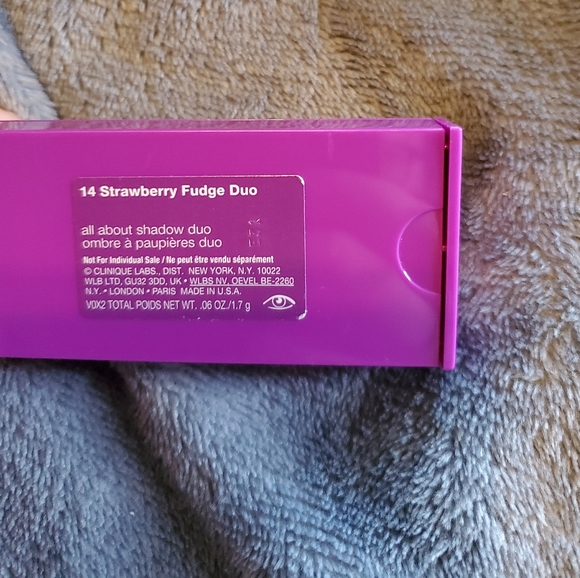 14 Strawberry Fudge Duo
all about shadow duo
ombre à paupières duo
Not For Individual Sale / Ne peut être vendu séparément
© CLINIQUE LABS., DIST. NEW YORK, N.Y. 10022
WLB LTD, GU32 3DD, UK • WLBS NV. OEVEL BE-2260
N.Y. • LONDON • PARIS MADE IN U.S.A.
V0X2 TOTAL POIDS NET WT. .06 OZ./1.7 g